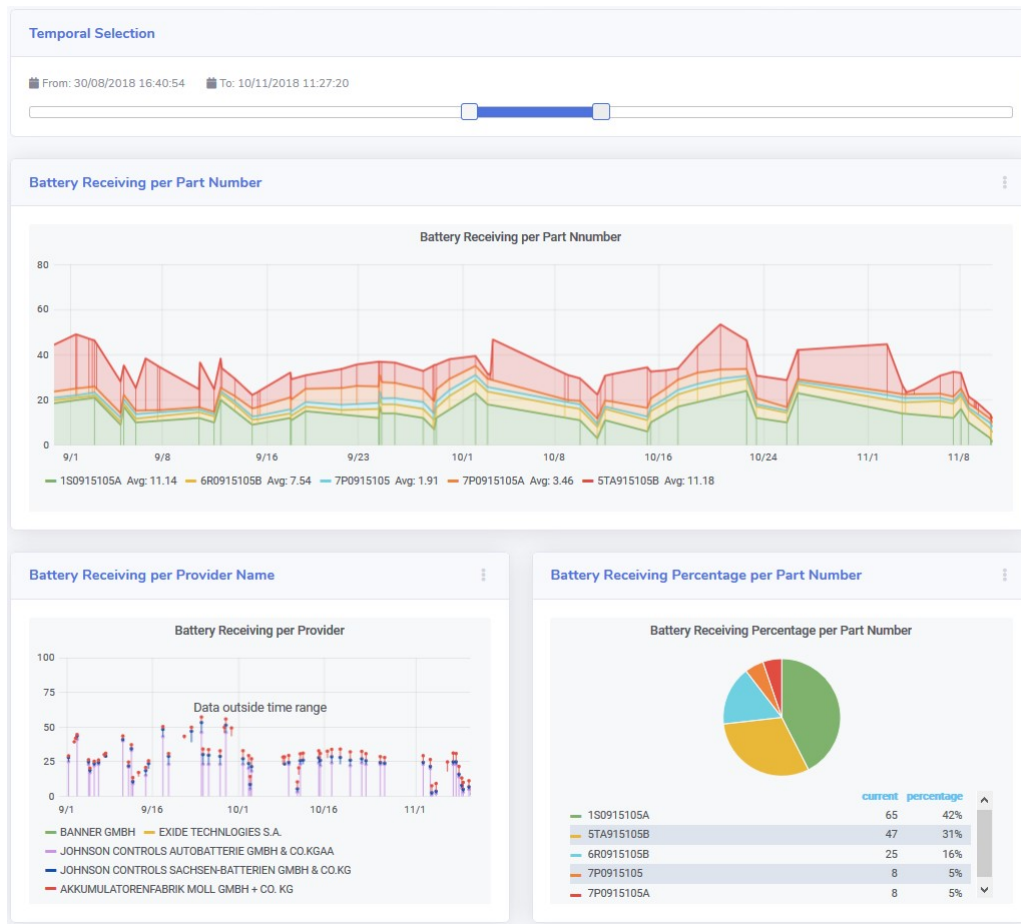 Temporal Selection
From: 30/08/2018 16:40:54 To: 10/11/2018 11:27:20
Battery Receiving per Part Number
Battery Receiving per Part Nnumber
80
60
40
20
0
9/1 9/8 9/16 9/23 10/1 10/8 10/16 10/24 11/1 11/8
1S0915105A Avg: 11.14 6R0915105B Avg: 7.54 7P0915105 Avg: 1.91 7P0915105A Avg: 3.46 5TA915105B Avg: 11.18
Battery Receiving per Provider Name
Battery Receiving per Provider
100
75
Data outside time range
50
25
0
9/1 9/16 10/1 10/16 11/1
BANNER GMBH EXIDE TECHNLOGIES S.A.
JOHNSON CONTROLS AUTOBATTERIE GMBH & CO.KGAA
JOHNSON CONTROLS SACHSEN-BATTERIEN GMBH & CO.KG
AKKUMULATORENFABRIK MOLL GMBH + CO. KG
Battery Receiving Percentage per Part Number
Battery Receiving Percentage per Part Number
current percentage
1S0915105A 65 42%
5TA915105B 47 31%
6R0915105B 25 16%
7P0915105 8 5%
7P0915105A 8 5%